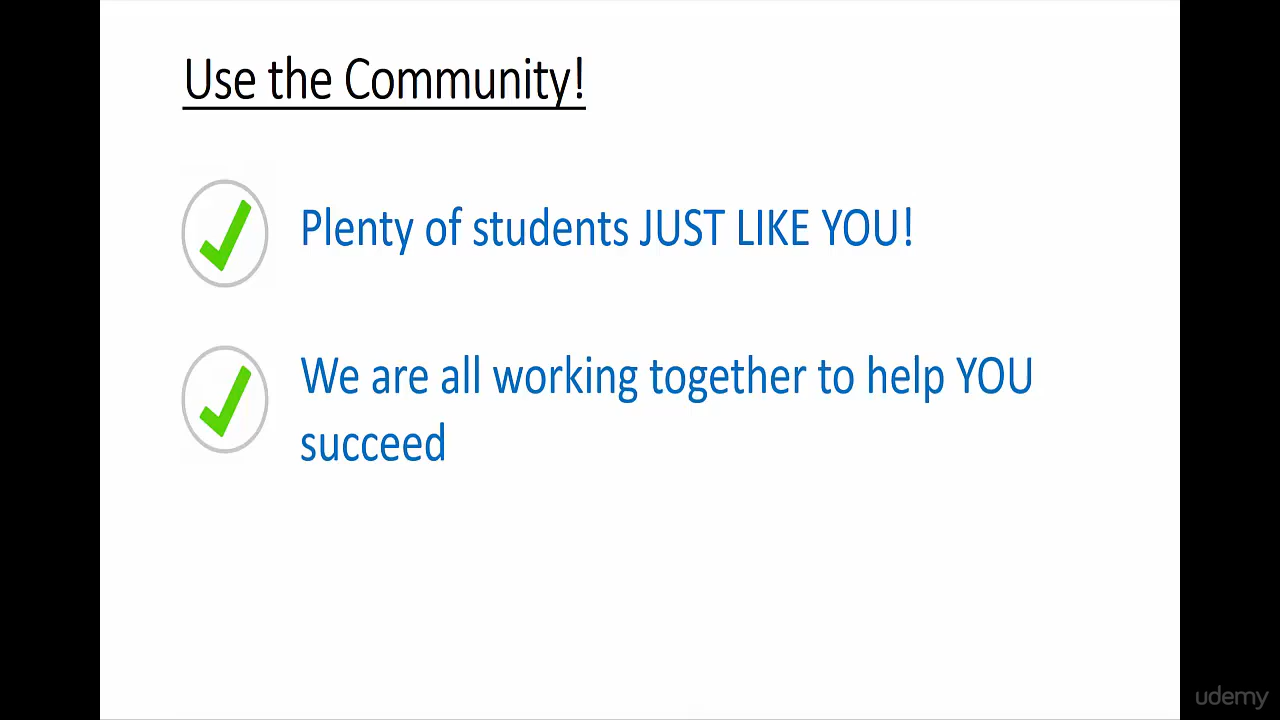 Use the Community!
Plenty of students JUST LIKE YOU!
We are all working together to help YOU
succeed
udemy